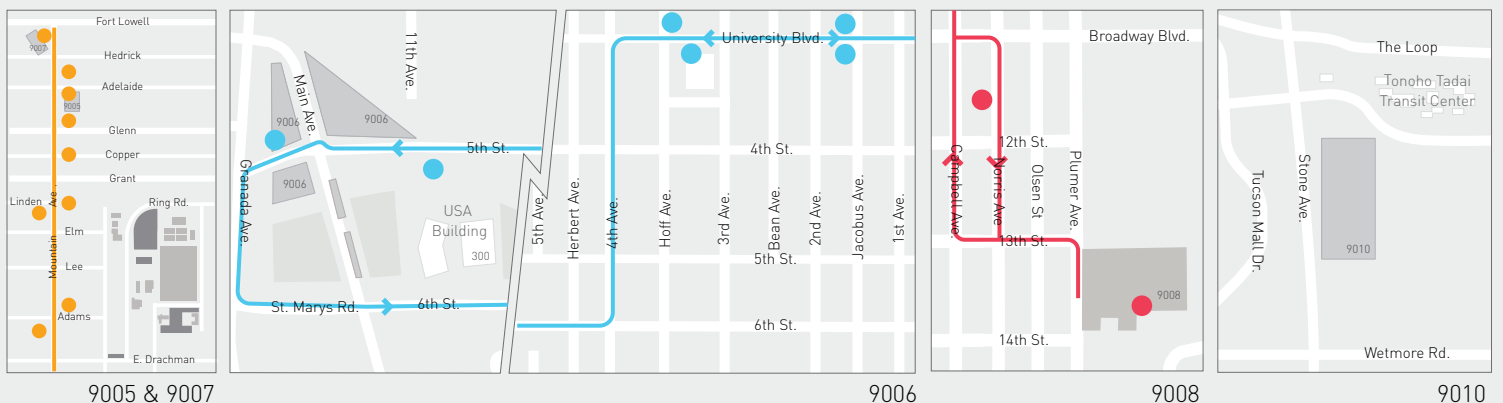 Fort Lowell
9007
Hedrick
Adelaide
9005
Glenn
Copper
Grant
Linden
Mountain Ave.
Ring Rd.
Elm
Lee
Adams
E. Drachman
9005 & 9007
11th Ave.
Main Ave.
9006
9006
5th St.
Granada Ave.
9006
USA
Building
300
St. Marys Rd.
6th St.
University Blvd.
4th St.
5th Ave.
Herbert Ave.
4th Ave.
Hoff Ave.
3rd Ave.
Bean Ave.
2nd Ave.
Jacobus Ave.
1st Ave.
5th St.
6th St.
9006
Broadway Blvd.
12th St.
Campbell Ave.
Norris Ave
Olsen St
Plumer Ave.
13th St.
9008
14th St.
9008
The Loop
Tonoho Tadai
Transit Center
Tucson Mall Dr.
Stone Ave.
9010
Wetmore Rd.
9010